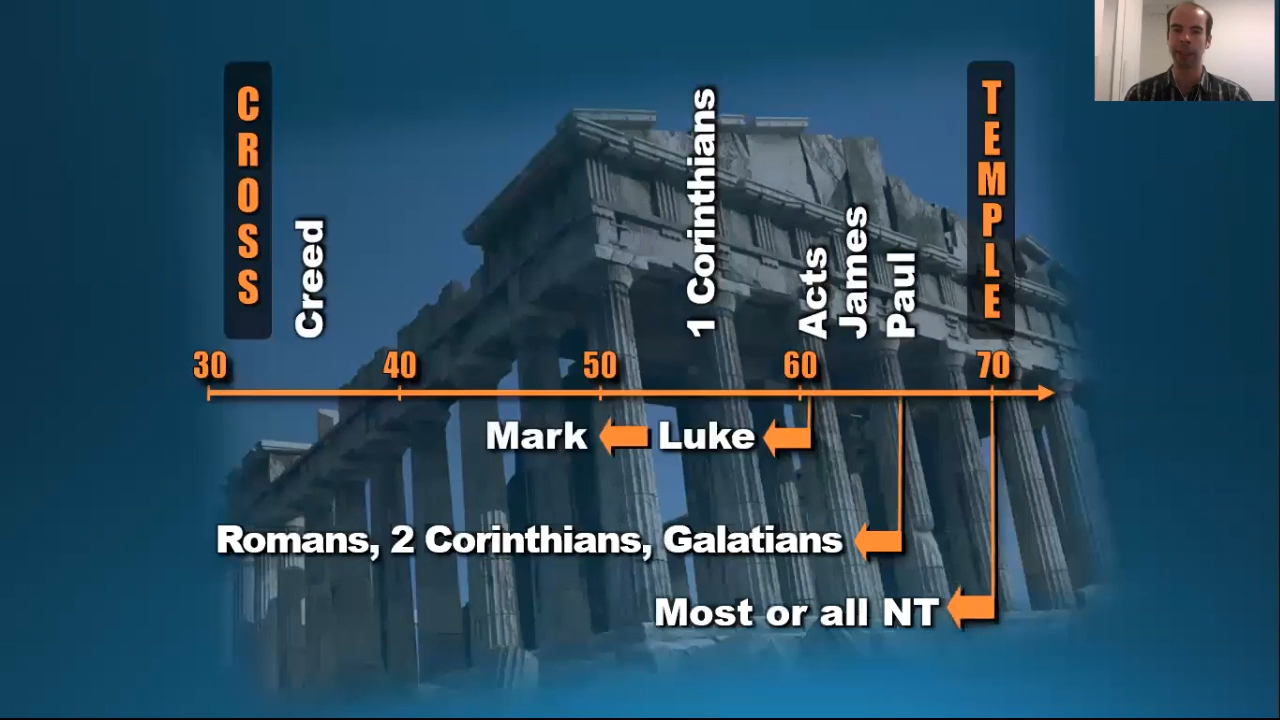 CROSS
Creed
1 Corinthians
Acts
James
Paul
TEMPLE
30 40 50 60 70
Mark Luke
Romans, 2 Corinthians, Galatians
Most or all NT